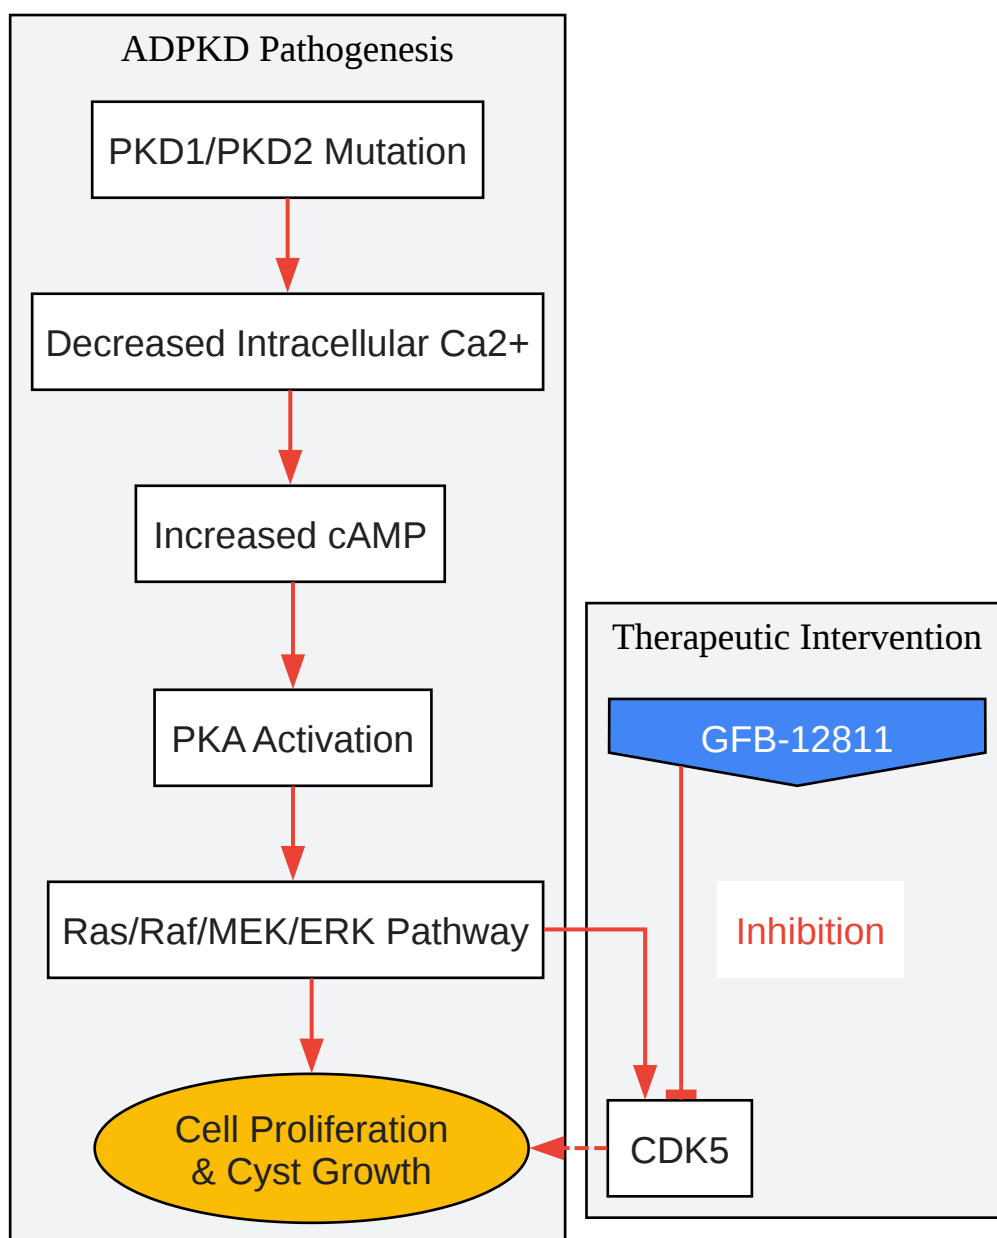 ADPKD Pathogenesis
PKD1/PKD2 Mutation
Decreased Intracellular Ca2+
Increased cAMP
PKA Activation
Ras/Raf/MEK/ERK Pathway
Cell Proliferation
& Cyst Growth
Therapeutic Intervention
GFB-12811
Inhibition
CDK5